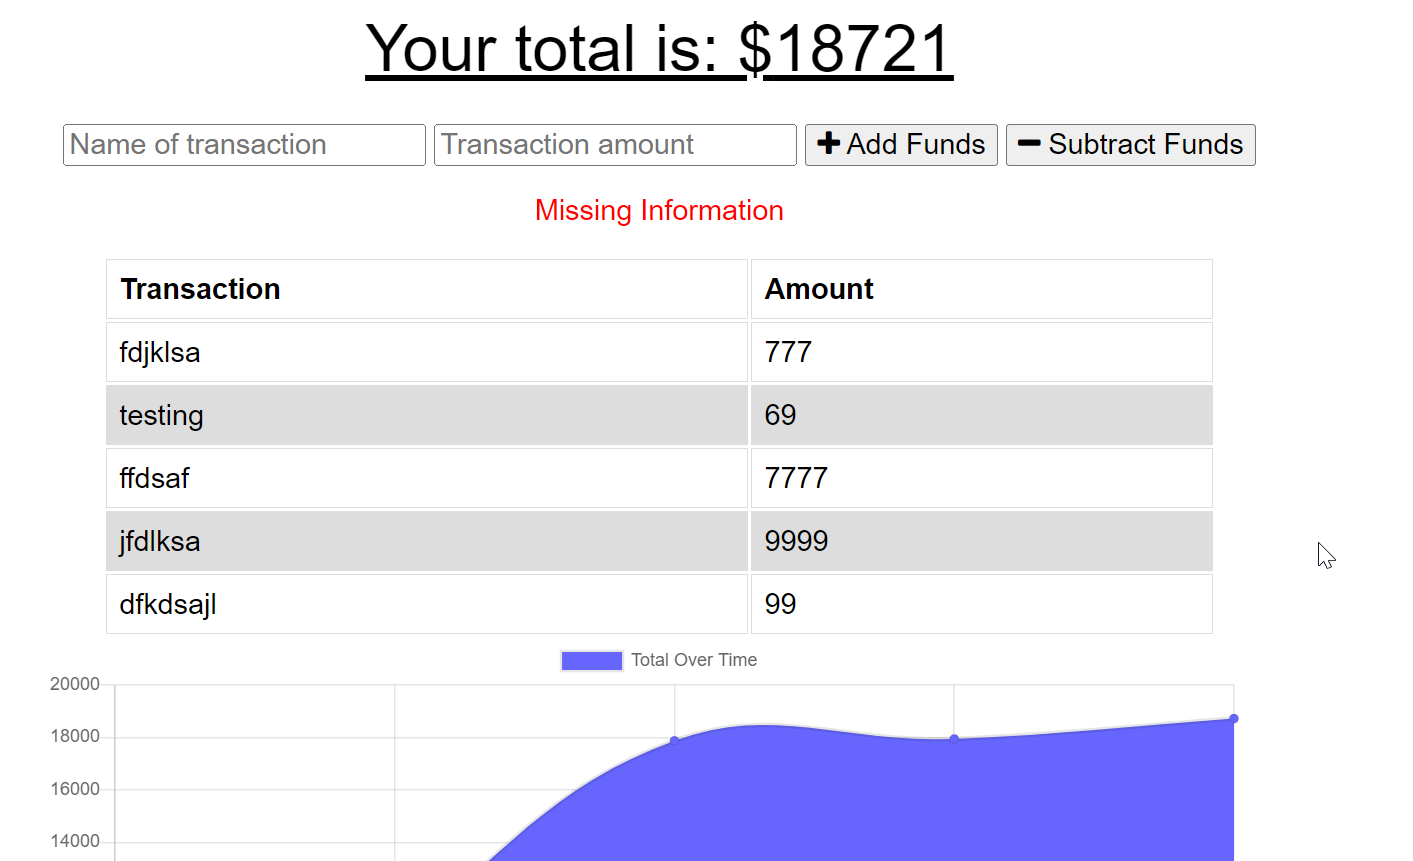 Your total is: $18721
Name of transaction Transaction amount Add Funds Subtract Funds
Missing Information
Transaction Amount
fdjklsa 777
testing 69
ffdsaf 7777
jfdlksa 9999
dfkdsajl 99
Total Over Time
20000
18000
16000
14000